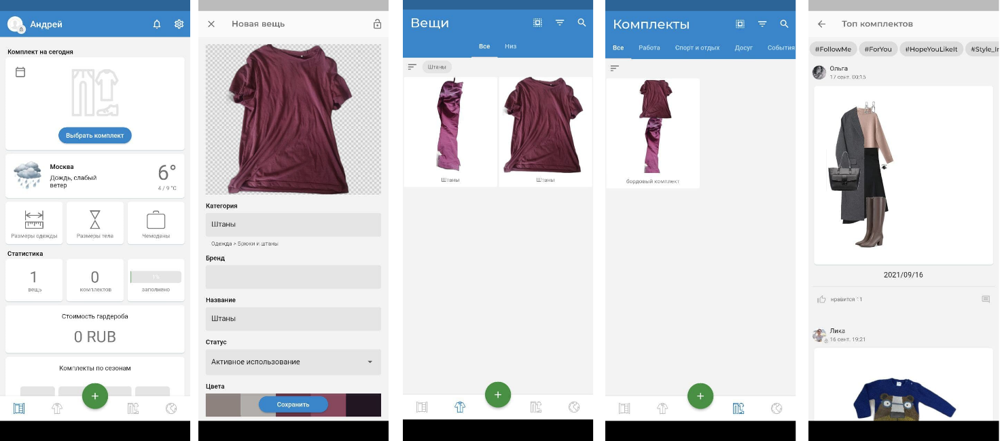 Андрей
Комплект на сегодня
Выбрать комплект
Москва
Дождь, слабый
ветер
6°
4 / 9 °C
Размеры одежды
Размеры тела
Чемоданы
Статистика
1
вещь
0
комплектов
1%
заполнено
Стоимость гардероба
0 RUB
Комплекты по сезонам
Новая вещь
Категория
Штаны
Одежда > Брюки и штаны
Бренд
Название
Штаны
Статус
Активное использование
Цвета
Сохранить
Вещи
Все
Низ
Штаны
Штаны
Штаны
Комплекты
Все
Работа
Спорт и отдых
Досуг
События
бордовый комплект
Топ комплектов
#FollowMe
#ForYou
#HopeYouLikeIt
#Style_Ir
Ольга
17 сент. 00:15
2021/09/16
нравится 11
Лика
16 сент. 19:21